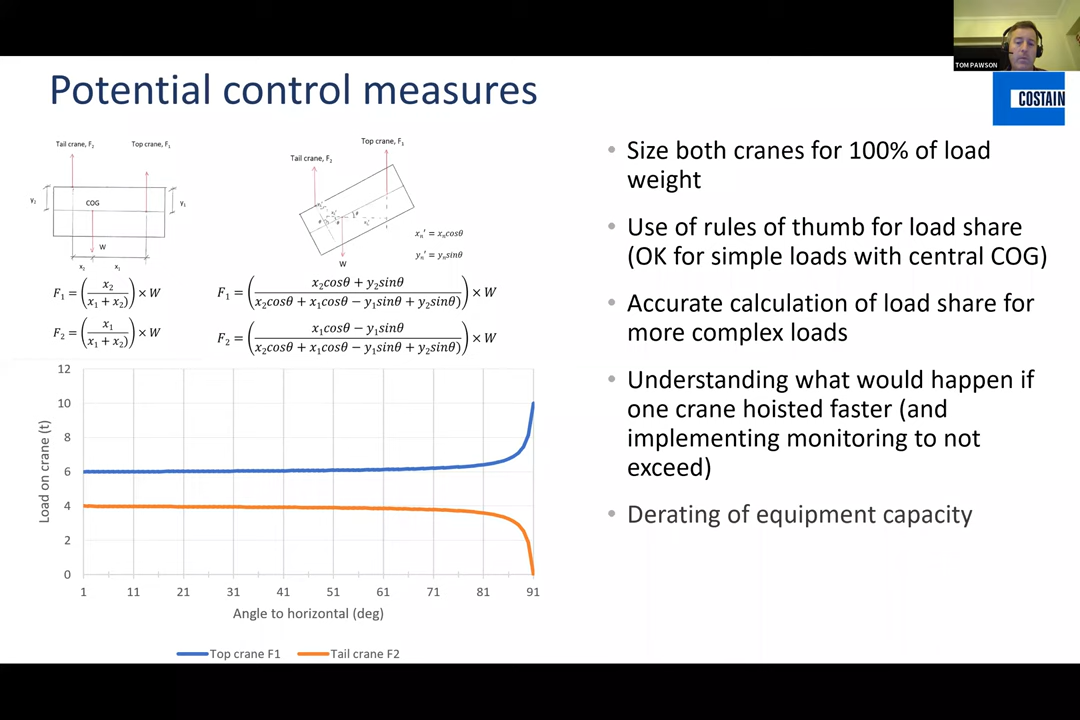 TOM PAWSON
COSTAIN
Potential control measures
Tail crane, F₂
Top crane, F₁
y₂
COG
y₁
W
x₂
x₁
Tail crane, F₂
Top crane, F₁
W
xₙ' = xₙcosθ
yₙ' = yₙsinθ
F₁ = (x₂ / (x₁ + x₂)) × W
F₂ = (x₁ / (x₁ + x₂)) × W
F₁ = ((x₂cosθ + y₂sinθ) / (x₂cosθ + x₁cosθ − y₁sinθ + y₂sinθ)) × W
F₂ = ((x₁cosθ − y₁sinθ) / (x₂cosθ + x₁cosθ − y₁sinθ + y₂sinθ)) × W
12
10
8
6
4
2
0
Load on crane (t)
1 11 21 31 41 51 61 71 81 91
Angle to horizontal (deg)
Top crane F1
Tail crane F2
• Size both cranes for 100% of load
weight
• Use of rules of thumb for load share
(OK for simple loads with central COG)
• Accurate calculation of load share for
more complex loads
• Understanding what would happen if
one crane hoisted faster (and
implementing monitoring to not
exceed)
• Derating of equipment capacity